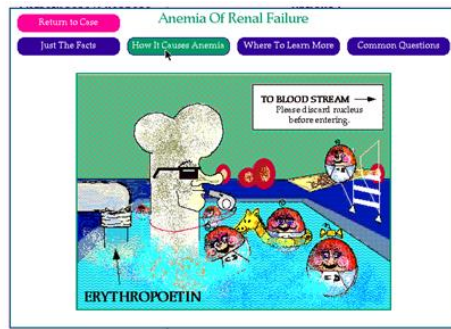 Return to Case
Anemia Of Renal Failure
Just The Facts
How It Causes Anemia
Where To Learn More
Common Questions
TO BLOOD STREAM
Please discard nucleus
before entering.
ERYTHROPOETIN